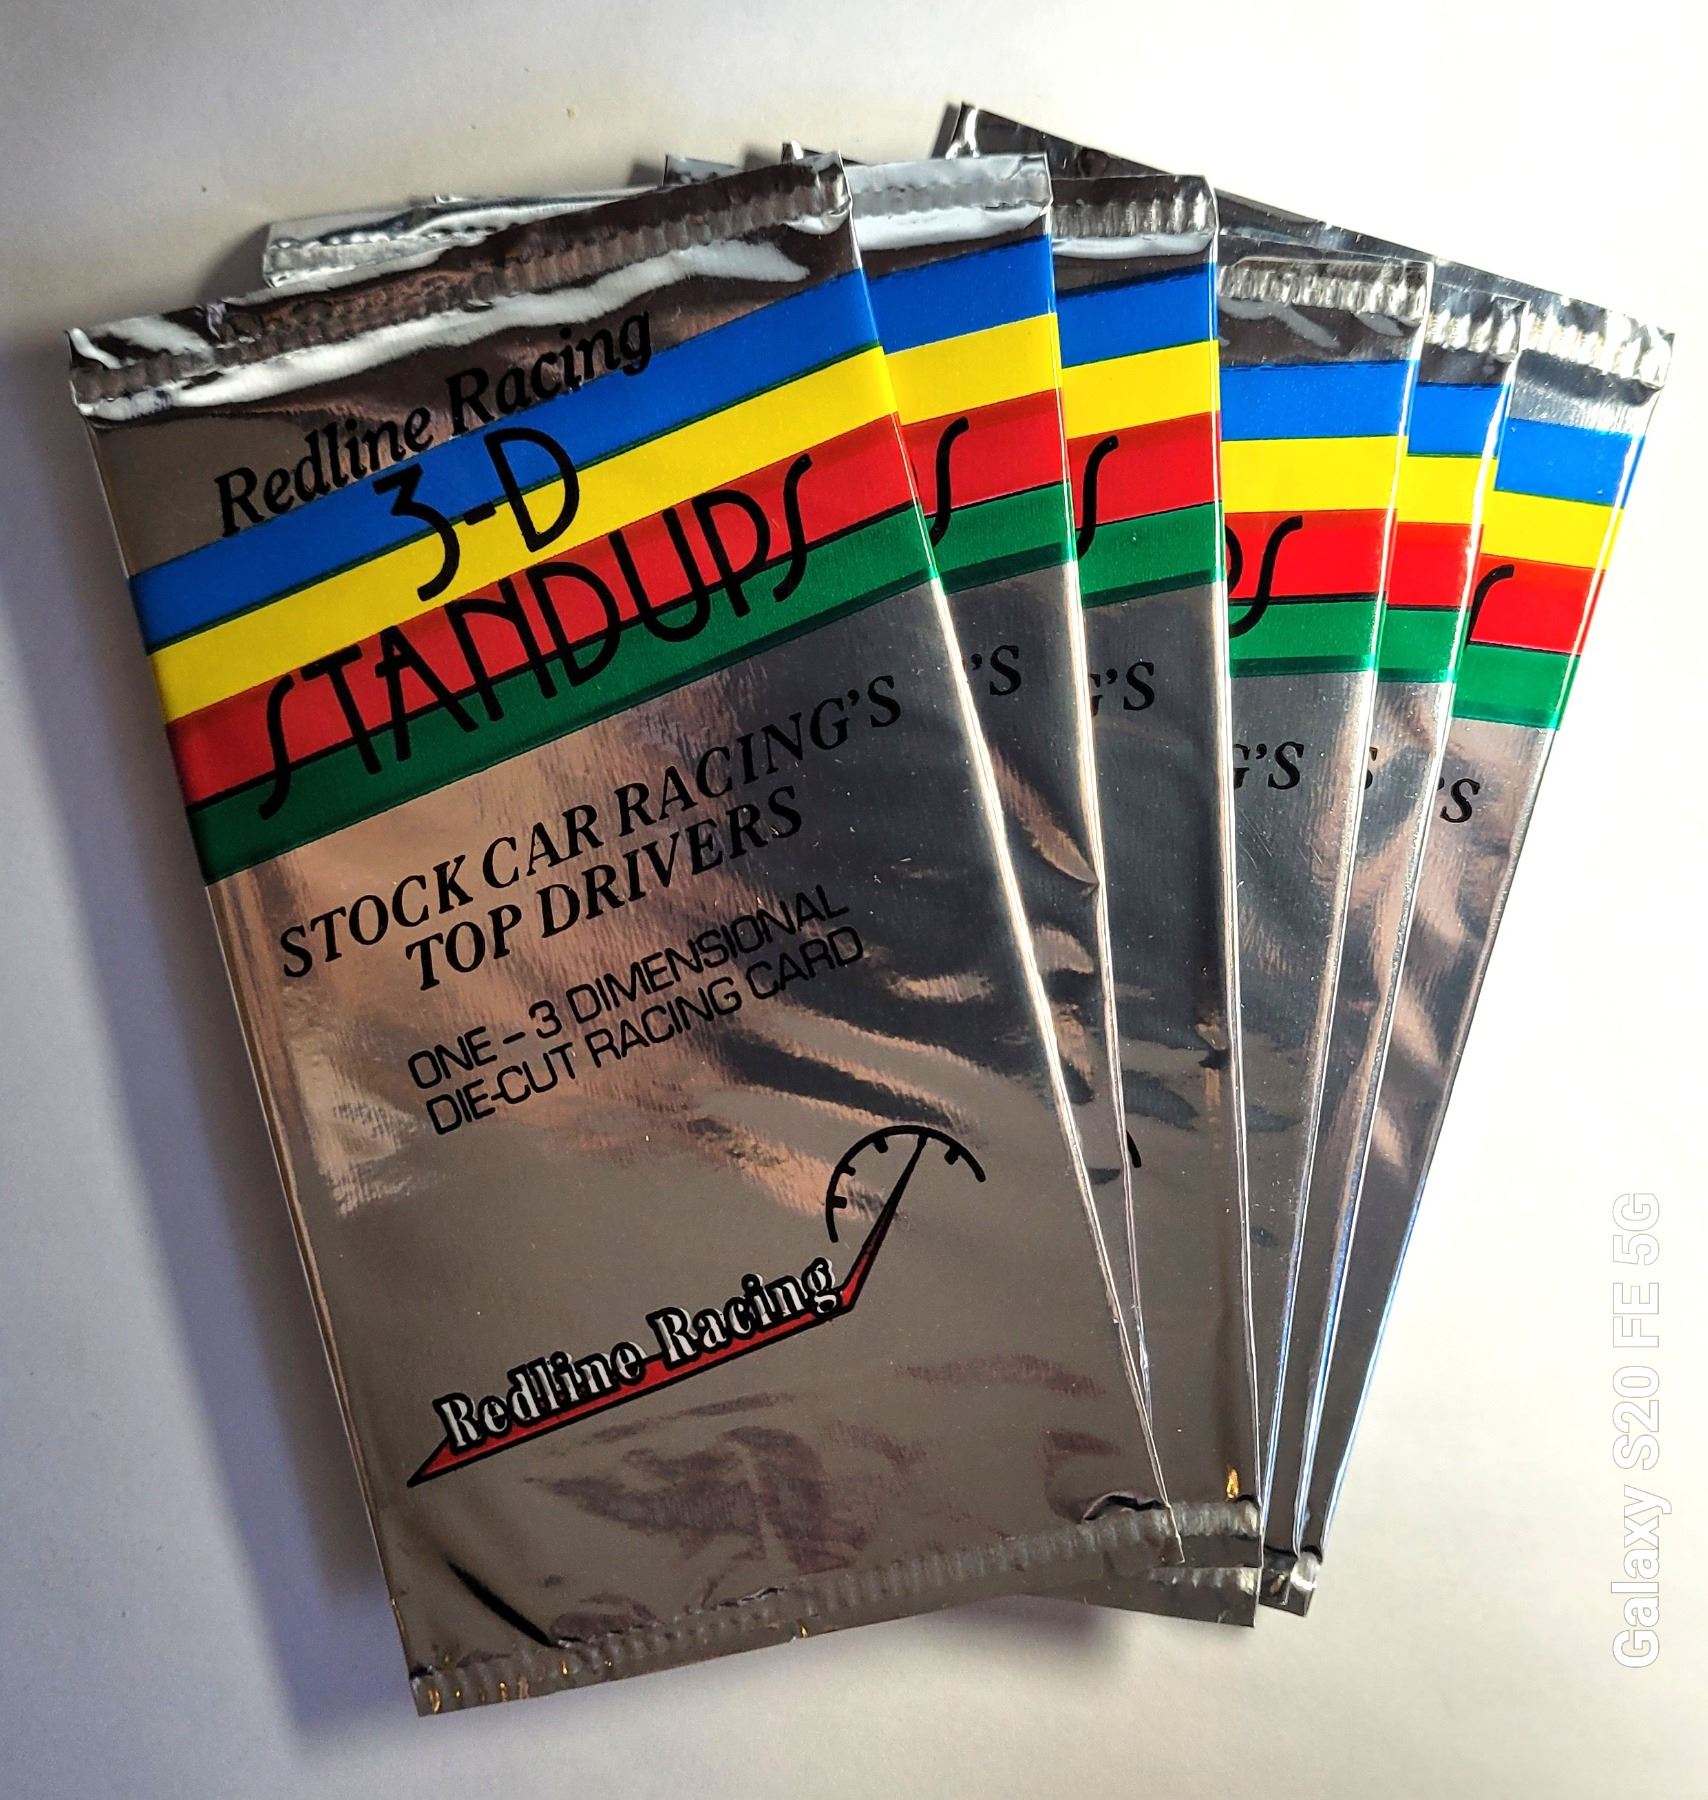 Redline Racing
3-D
STANDUPS
STOCK CAR RACING'S
TOP DRIVERS
ONE – 3 DIMENSIONAL
DIE-CUT RACING CARD
Redline Racing
S
'S
S
G'S
PS
G'S
S
S
'S
Galaxy S20 FE 5G